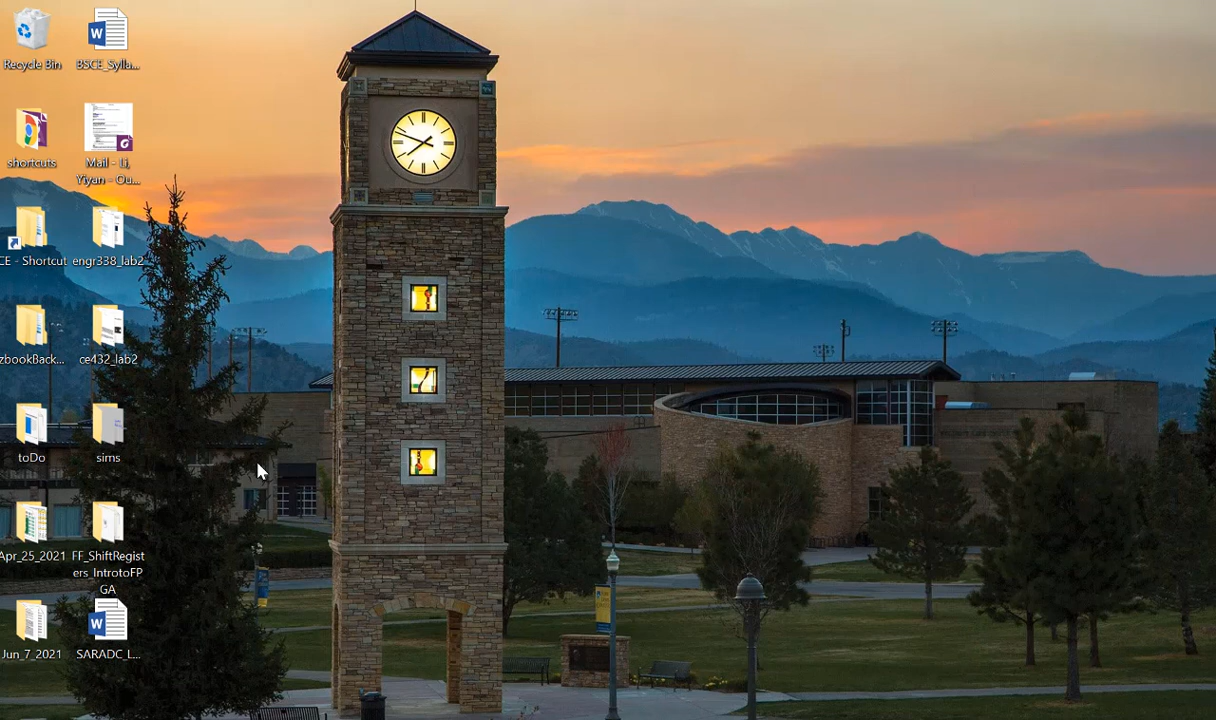 Recycle Bin
BSCE_Sylla...
shortcuts
Mail - Li,
Yiyan - Ou...
CE - Shortcut
engr338_lab2
zbookBack...
ce432_lab2
toDo
sims
Apr_25_2021
FF_ShiftRegist
ers_IntrotoFP
GA
Jun_7_2021
SARADC_L...